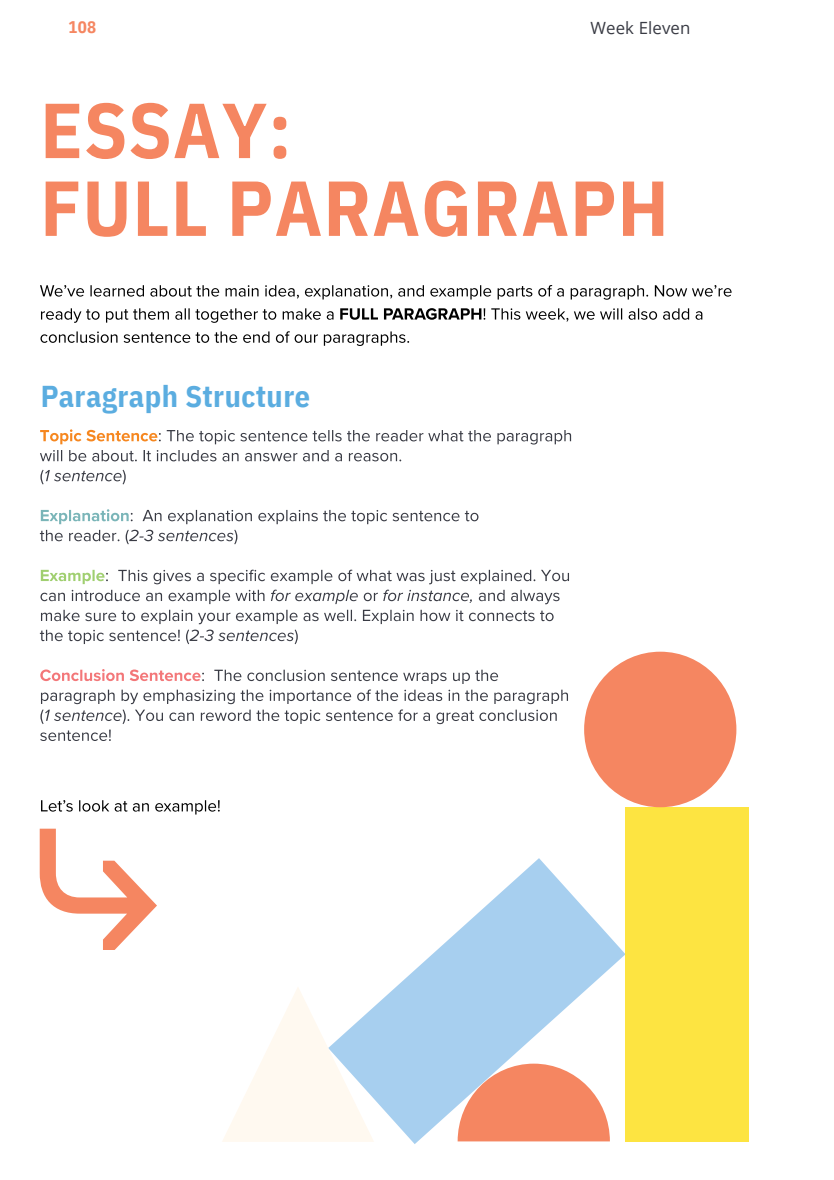 108
Week Eleven
ESSAY:
FULL PARAGRAPH
We’ve learned about the main idea, explanation, and example parts of a paragraph. Now we’re
ready to put them all together to make a FULL PARAGRAPH! This week, we will also add a
conclusion sentence to the end of our paragraphs.
Paragraph Structure
Topic Sentence: The topic sentence tells the reader what the paragraph
will be about. It includes an answer and a reason.
(1 sentence)
Explanation:  An explanation explains the topic sentence to
the reader. (2-3 sentences)
Example:  This gives a specific example of what was just explained. You
can introduce an example with for example or for instance, and always
make sure to explain your example as well. Explain how it connects to
the topic sentence! (2-3 sentences)
Conclusion Sentence:  The conclusion sentence wraps up the
paragraph by emphasizing the importance of the ideas in the paragraph
(1 sentence). You can reword the topic sentence for a great conclusion
sentence!
Let’s look at an example!